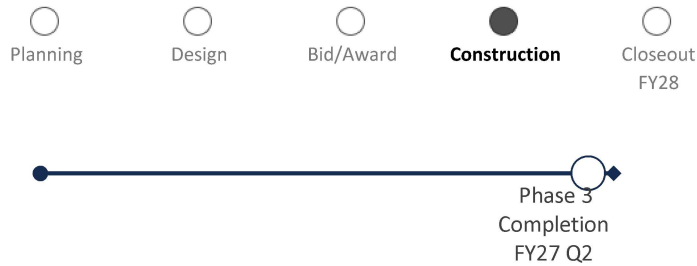 Planning Design Bid/Award Construction Closeout
FY28
Phase 3
Completion
FY27 Q2